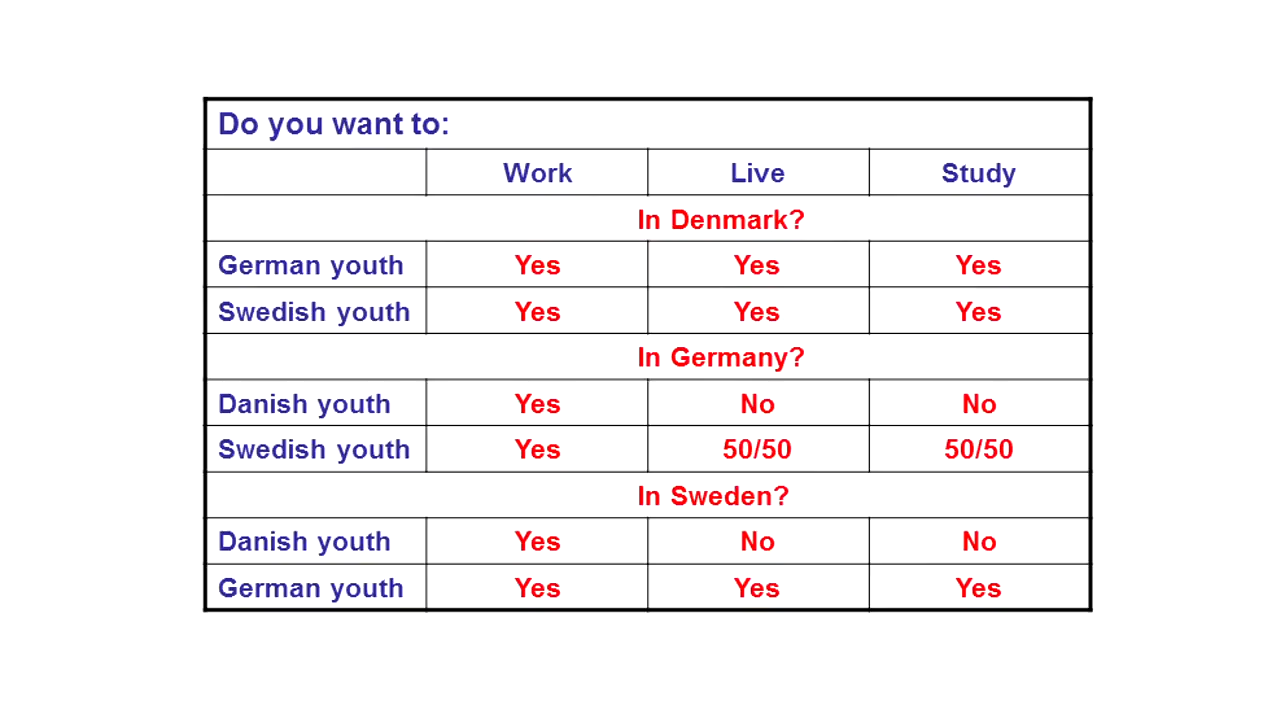 Do you want to:
Work Live Study
In Denmark?
German youth Yes Yes Yes
Swedish youth Yes Yes Yes
In Germany?
Danish youth Yes No No
Swedish youth Yes 50/50 50/50
In Sweden?
Danish youth Yes No No
German youth Yes Yes Yes